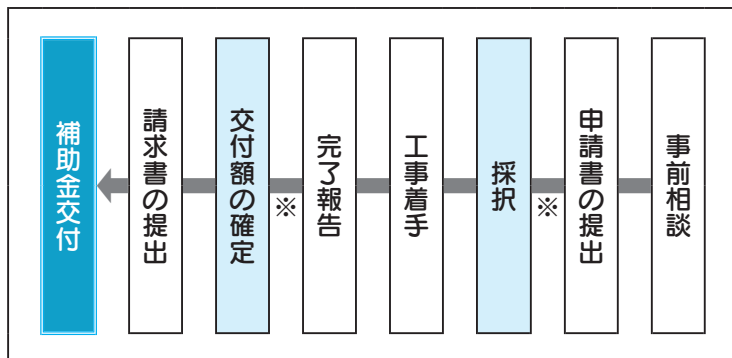 事前相談
申請書の提出
※
採択
工事着手
完了報告
※
交付額の確定
請求書の提出
補助金交付